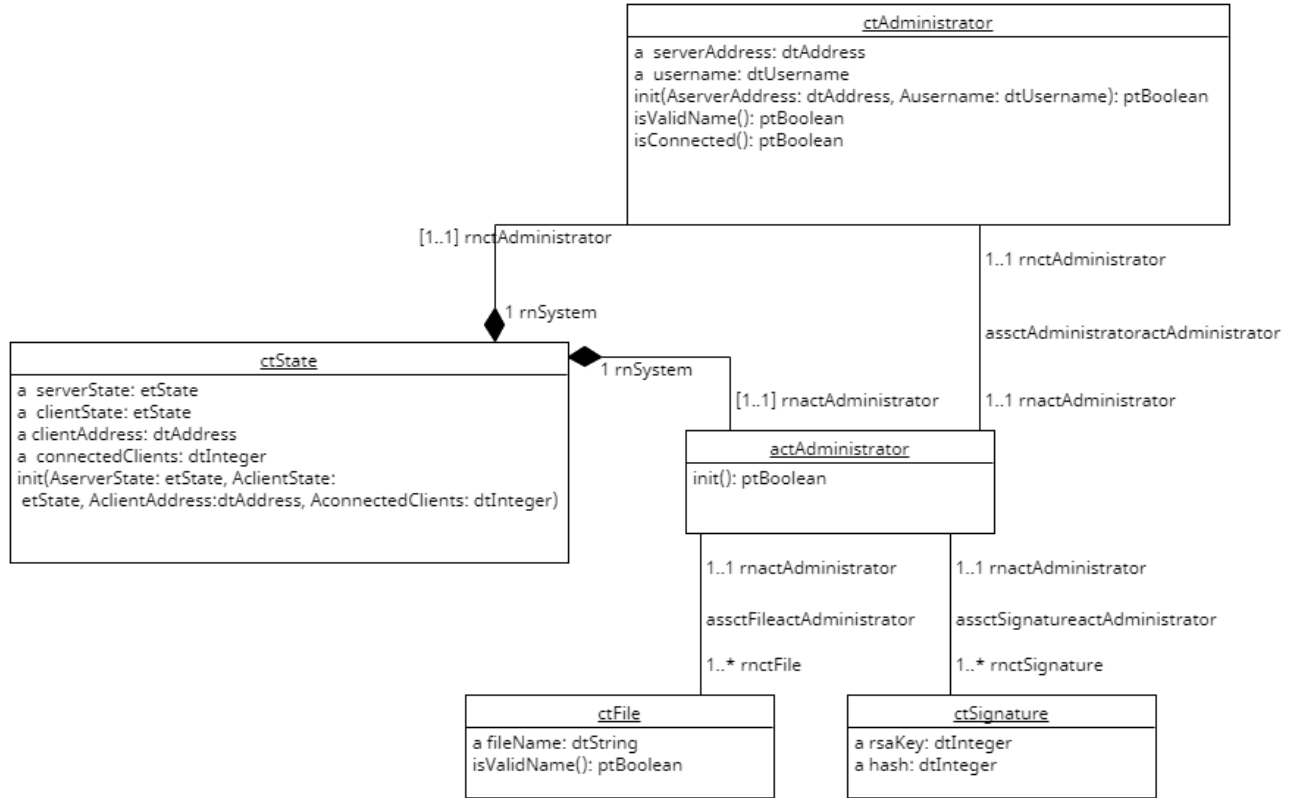 ctAdministrator
a  serverAddress: dtAddress
a  username: dtUsername
init(AserverAddress: dtAddress, Ausername: dtUsername): ptBoolean
isValidName(): ptBoolean
isConnected(): ptBoolean
[1..1] rnctAdministrator
1..1 rnctAdministrator
1 rnSystem
assctAdministratoractAdministrator
ctState
a  serverState: etState
a  clientState: etState
a clientAddress: dtAddress
a  connectedClients: dtInteger
init(AserverState: etState, AclientState:
etState, AclientAddress:dtAddress, AconnectedClients: dtInteger)
1 rnSystem
[1..1] rnactAdministrator
1..1 rnactAdministrator
actAdministrator
init(): ptBoolean
1..1 rnactAdministrator
1..1 rnactAdministrator
assctFileactAdministrator
assctSignatureactAdministrator
1..* rnctFile
1..* rnctSignature
ctFile
a fileName: dtString
isValidName(): ptBoolean
ctSignature
a rsaKey: dtInteger
a hash: dtInteger